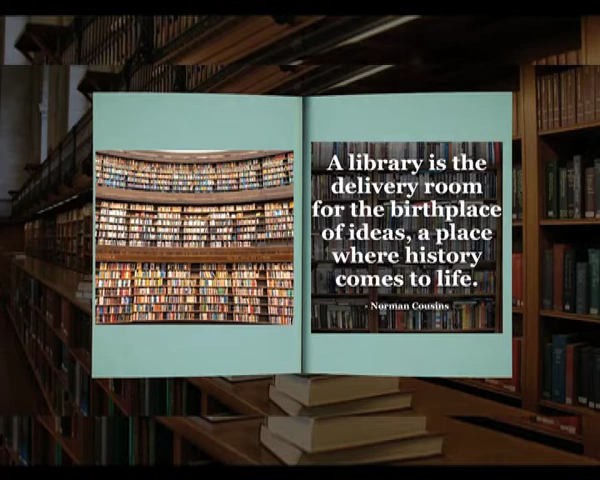 A library is the
delivery room
for the birthplace
of ideas, a place
where history
comes to life.
- Norman Cousins